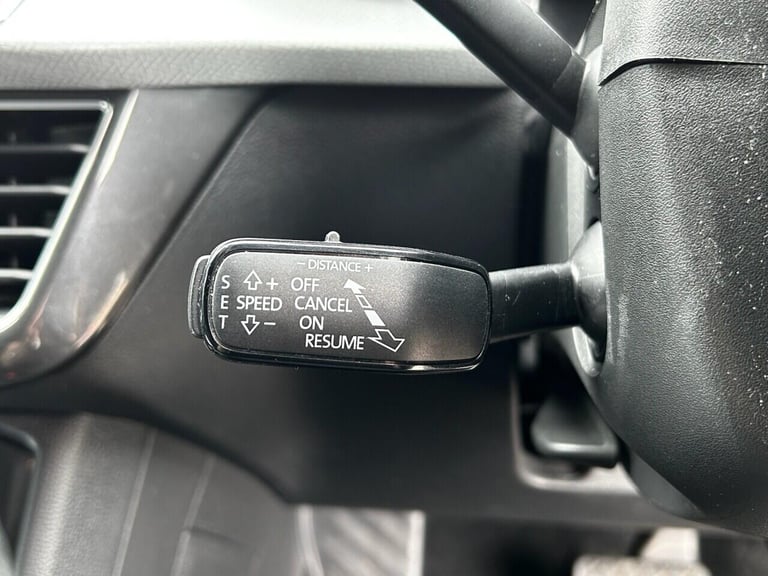 − DISTANCE +
S + OFF
E SPEED CANCEL
T − ON
RESUME